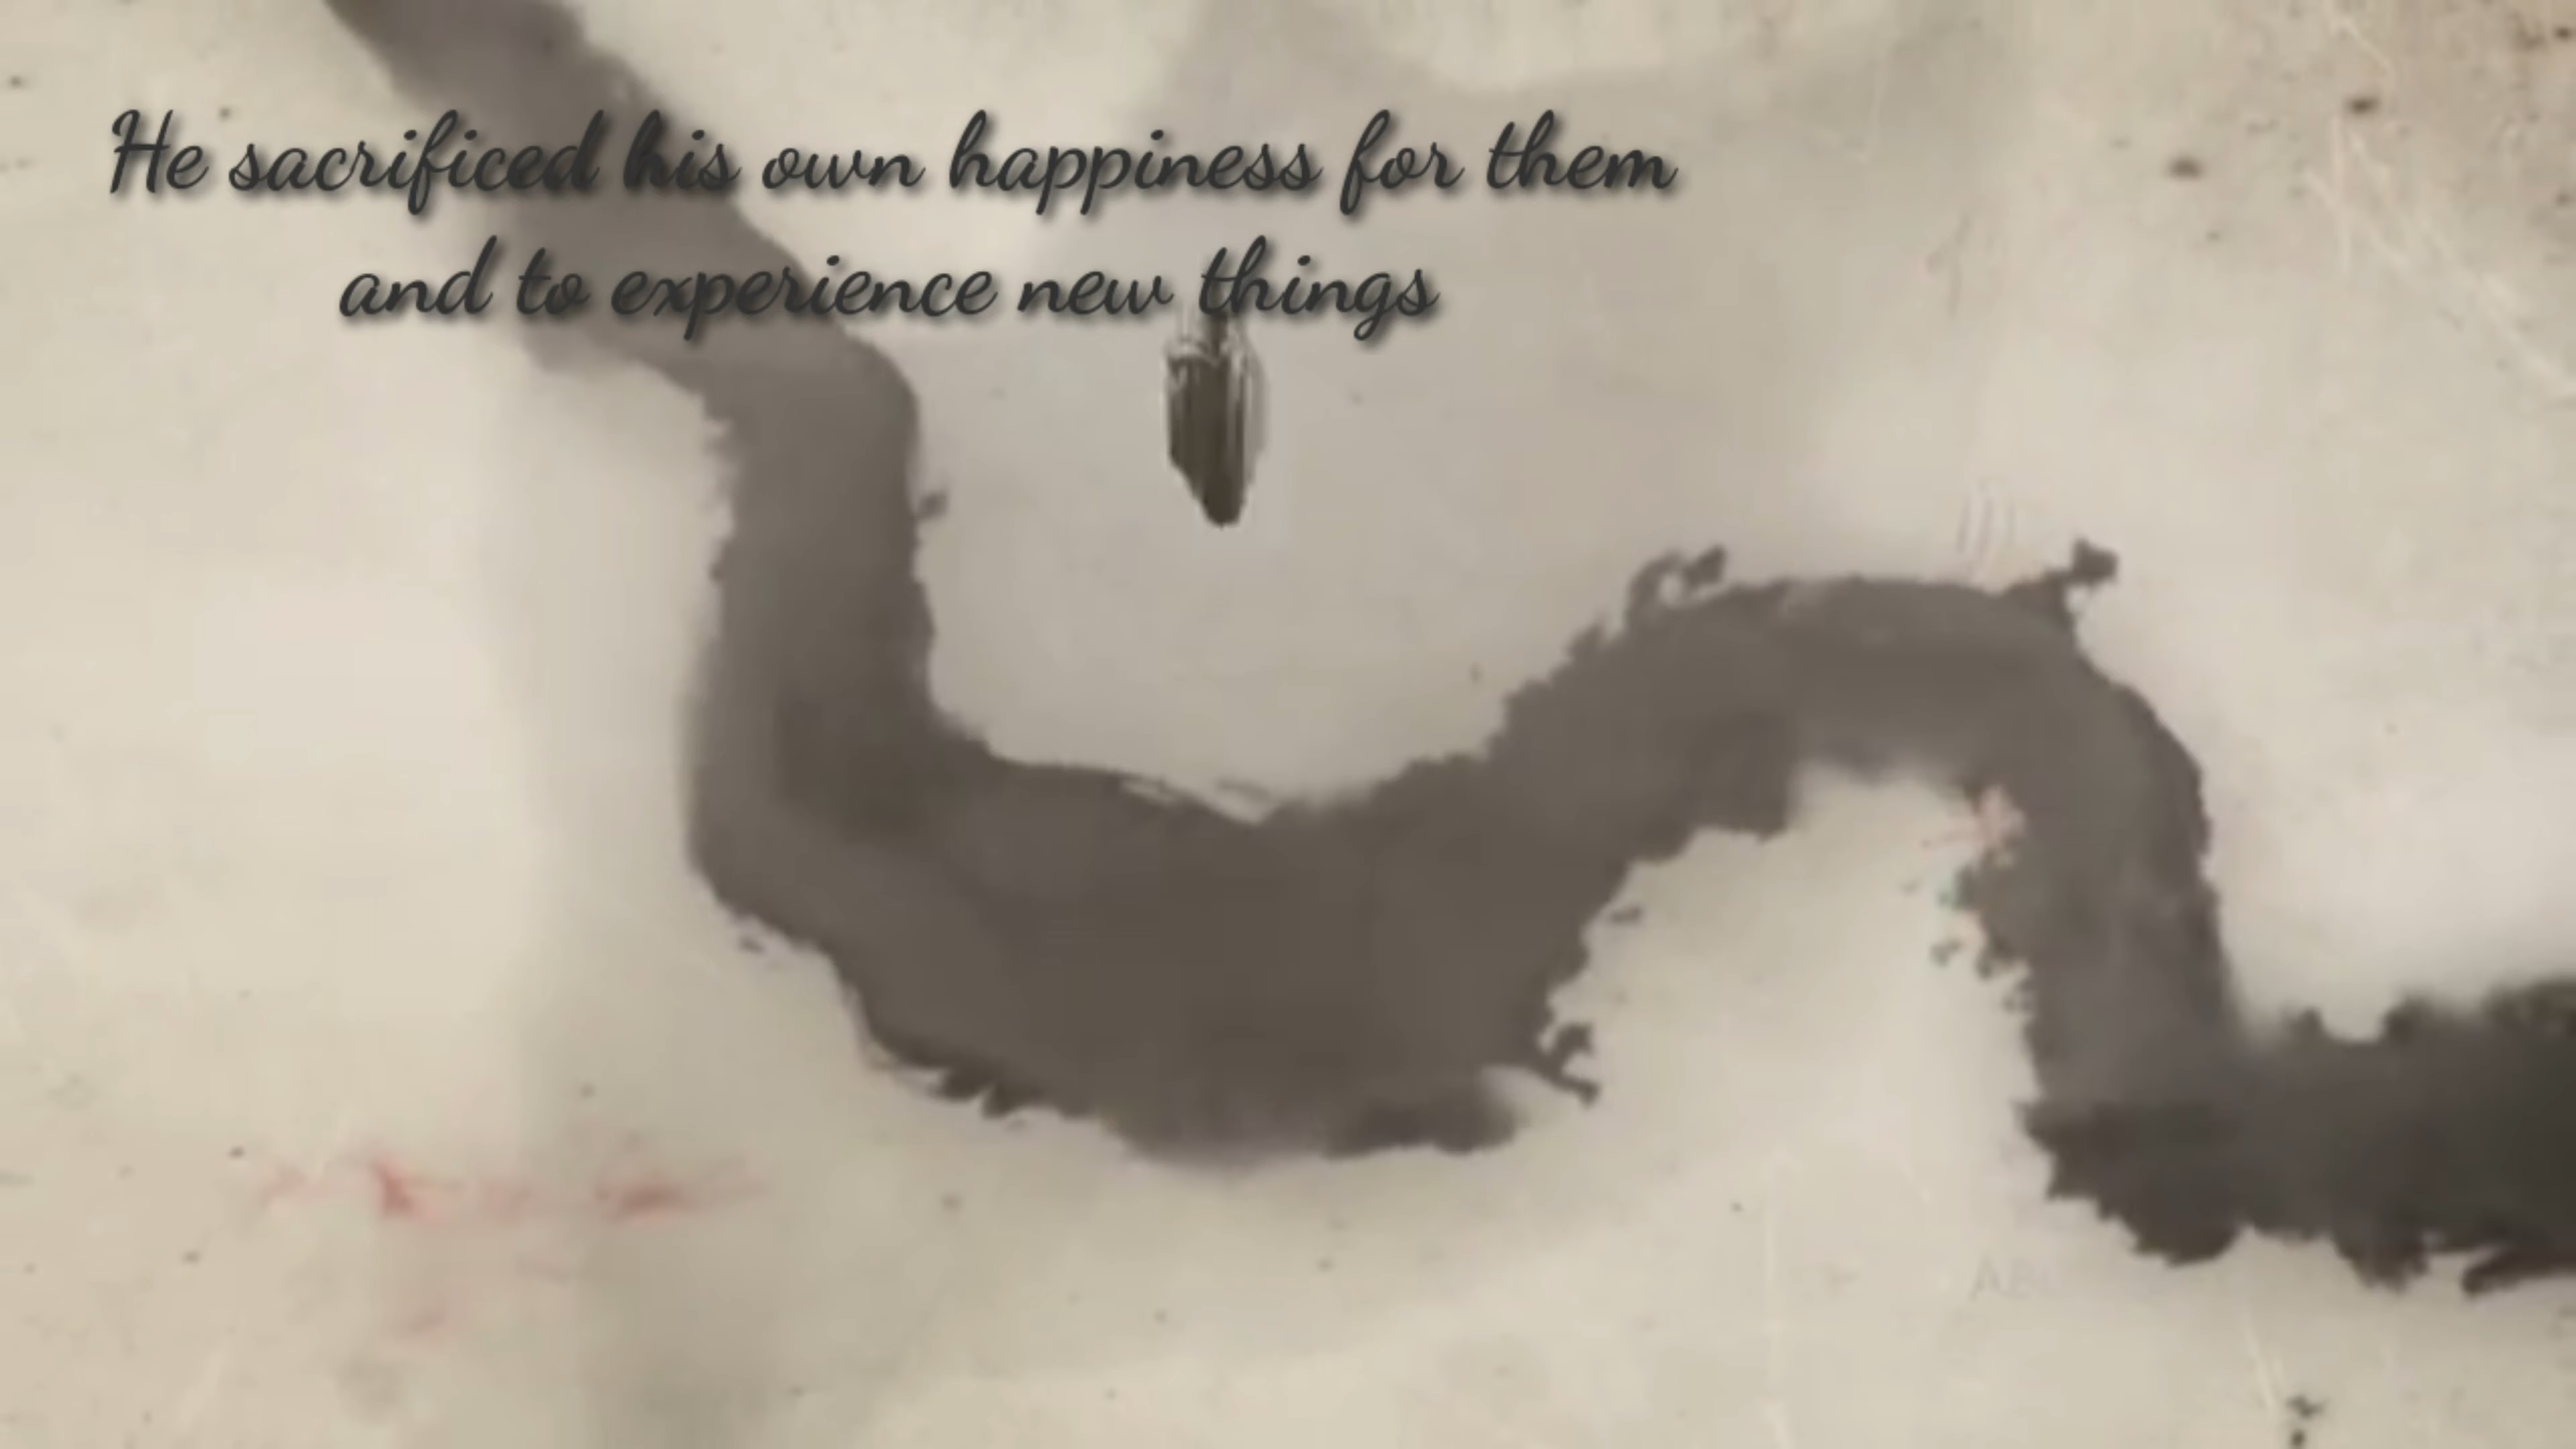 He sacrificed his own happiness for them
and to experience new things